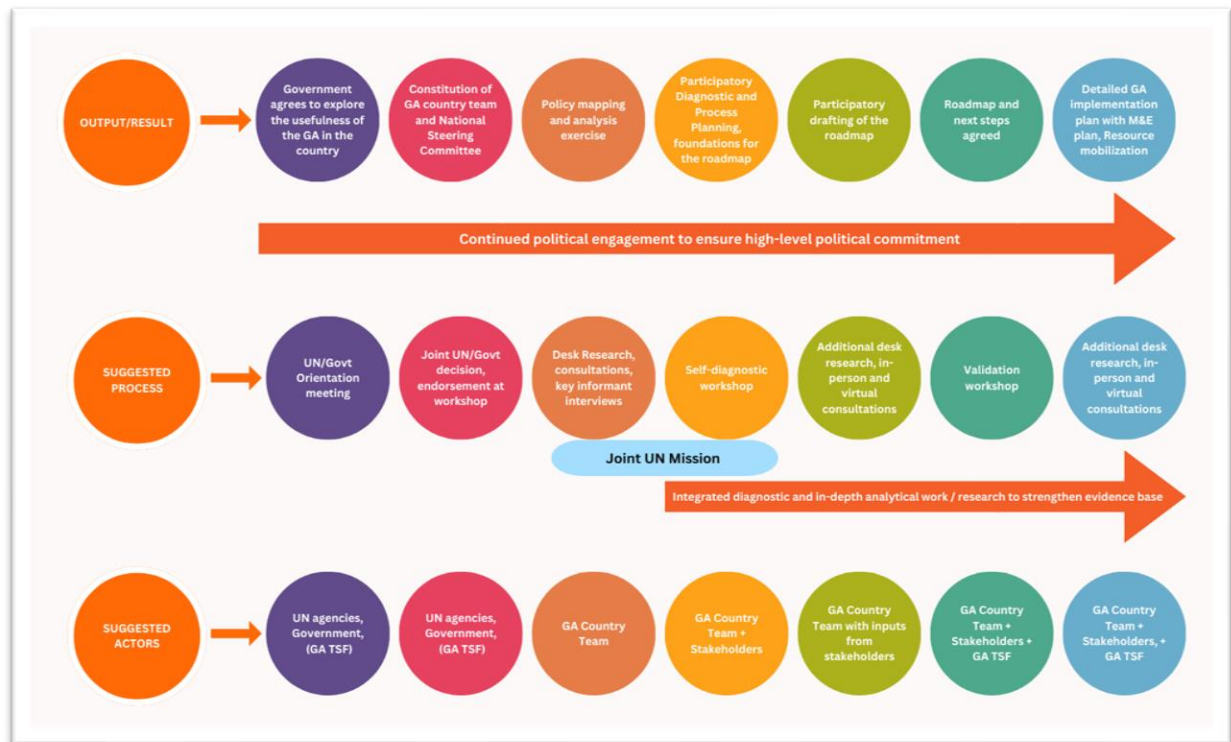 OUTPUT/RESULT
Government
agrees to explore
the usefulness of
the GA in the
country
Constitution of
GA country team
and National
Steering
Committee
Policy mapping
and analysis
exercise
Participatory
Diagnostic and
Process
Planning,
foundations for
the roadmap
Participatory
drafting of the
roadmap
Roadmap and
next steps
agreed
Detailed GA
implementation
plan with M&E
plan, Resource
mobilization
Continued political engagement to ensure high-level political commitment
SUGGESTED
PROCESS
UN/Govt
Orientation
meeting
Joint UN/Govt
decision,
endorsement at
workshop
Desk Research,
consultations,
key informant
interviews
Self-diagnostic
workshop
Additional desk
research, in-
person and
virtual
consultations
Validation
workshop
Additional desk
research, in-
person and
virtual
consultations
Joint UN Mission
Integrated diagnostic and in-depth analytical work / research to strengthen evidence base
SUGGESTED
ACTORS
UN agencies,
Government,
(GA TSF)
UN agencies,
Government,
(GA TSF)
GA Country
Team
GA Country
Team +
Stakeholders
GA Country
Team with inputs
from
stakeholders
GA Country
Team +
Stakeholders +
GA TSF
GA Country
Team +
Stakeholders, +
GA TSF